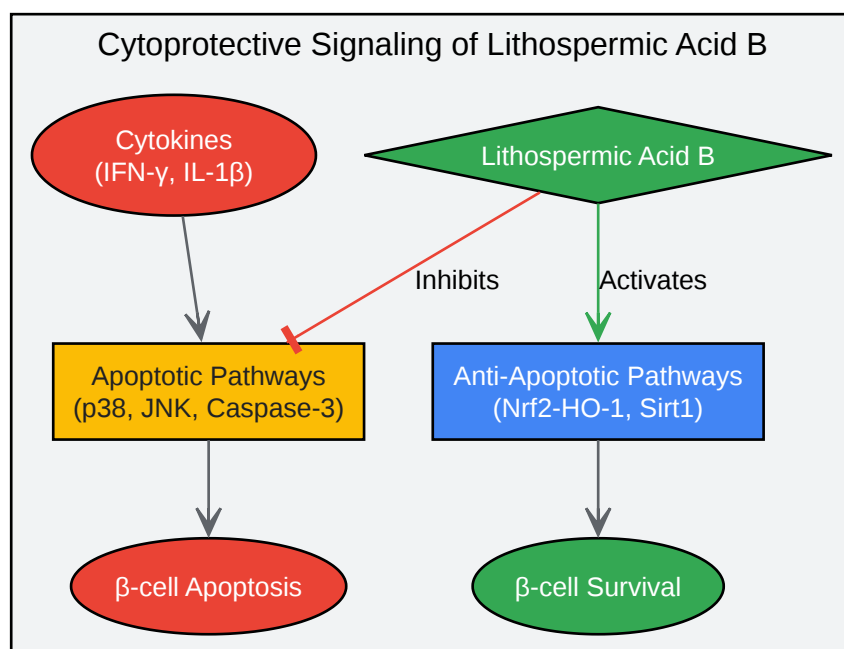 Cytoprotective Signaling of Lithospermic Acid B
Cytokines
(IFN-γ, IL-1β)
Lithospermic Acid B
Inhibits
Activates
Apoptotic Pathways
(p38, JNK, Caspase-3)
Anti-Apoptotic Pathways
(Nrf2-HO-1, Sirt1)
β-cell Apoptosis
β-cell Survival